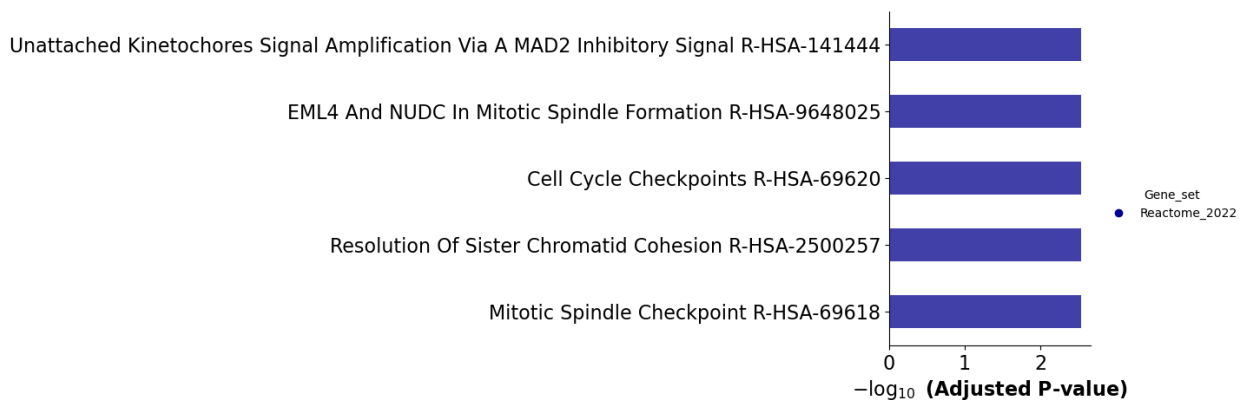 Unattached Kinetochores Signal Amplification Via A MAD2 Inhibitory Signal R-HSA-141444
EML4 And NUDC In Mitotic Spindle Formation R-HSA-9648025
Cell Cycle Checkpoints R-HSA-69620
Resolution Of Sister Chromatid Cohesion R-HSA-2500257
Mitotic Spindle Checkpoint R-HSA-69618
Gene_set
Reactome_2022
0 1 2
−log₁₀ (Adjusted P-value)